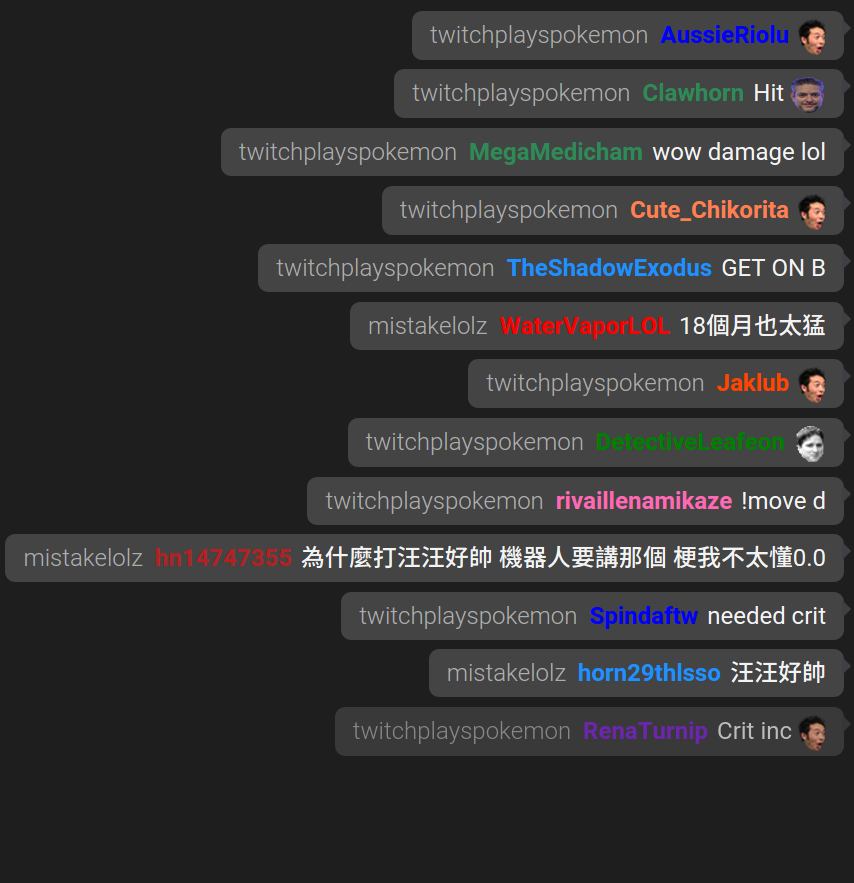 twitchplayspokemon AussieRiolu
twitchplayspokemon Clawhorn Hit
twitchplayspokemon MegaMedicham wow damage lol
twitchplayspokemon Cute_Chikorita
twitchplayspokemon TheShadowExodus GET ON B
mistakelolz WaterVaporLOL 18個月也太猛
twitchplayspokemon Jaklub
twitchplayspokemon DetectiveLeafeon
twitchplayspokemon rivaillenamikaze !move d
mistakelolz hn14747355 為什麼打汪汪好帥 機器人要講那個 梗我不太懂0.0
twitchplayspokemon Spindaftw needed crit
mistakelolz horn29thlsso 汪汪好帥
twitchplayspokemon RenaTurnip Crit inc